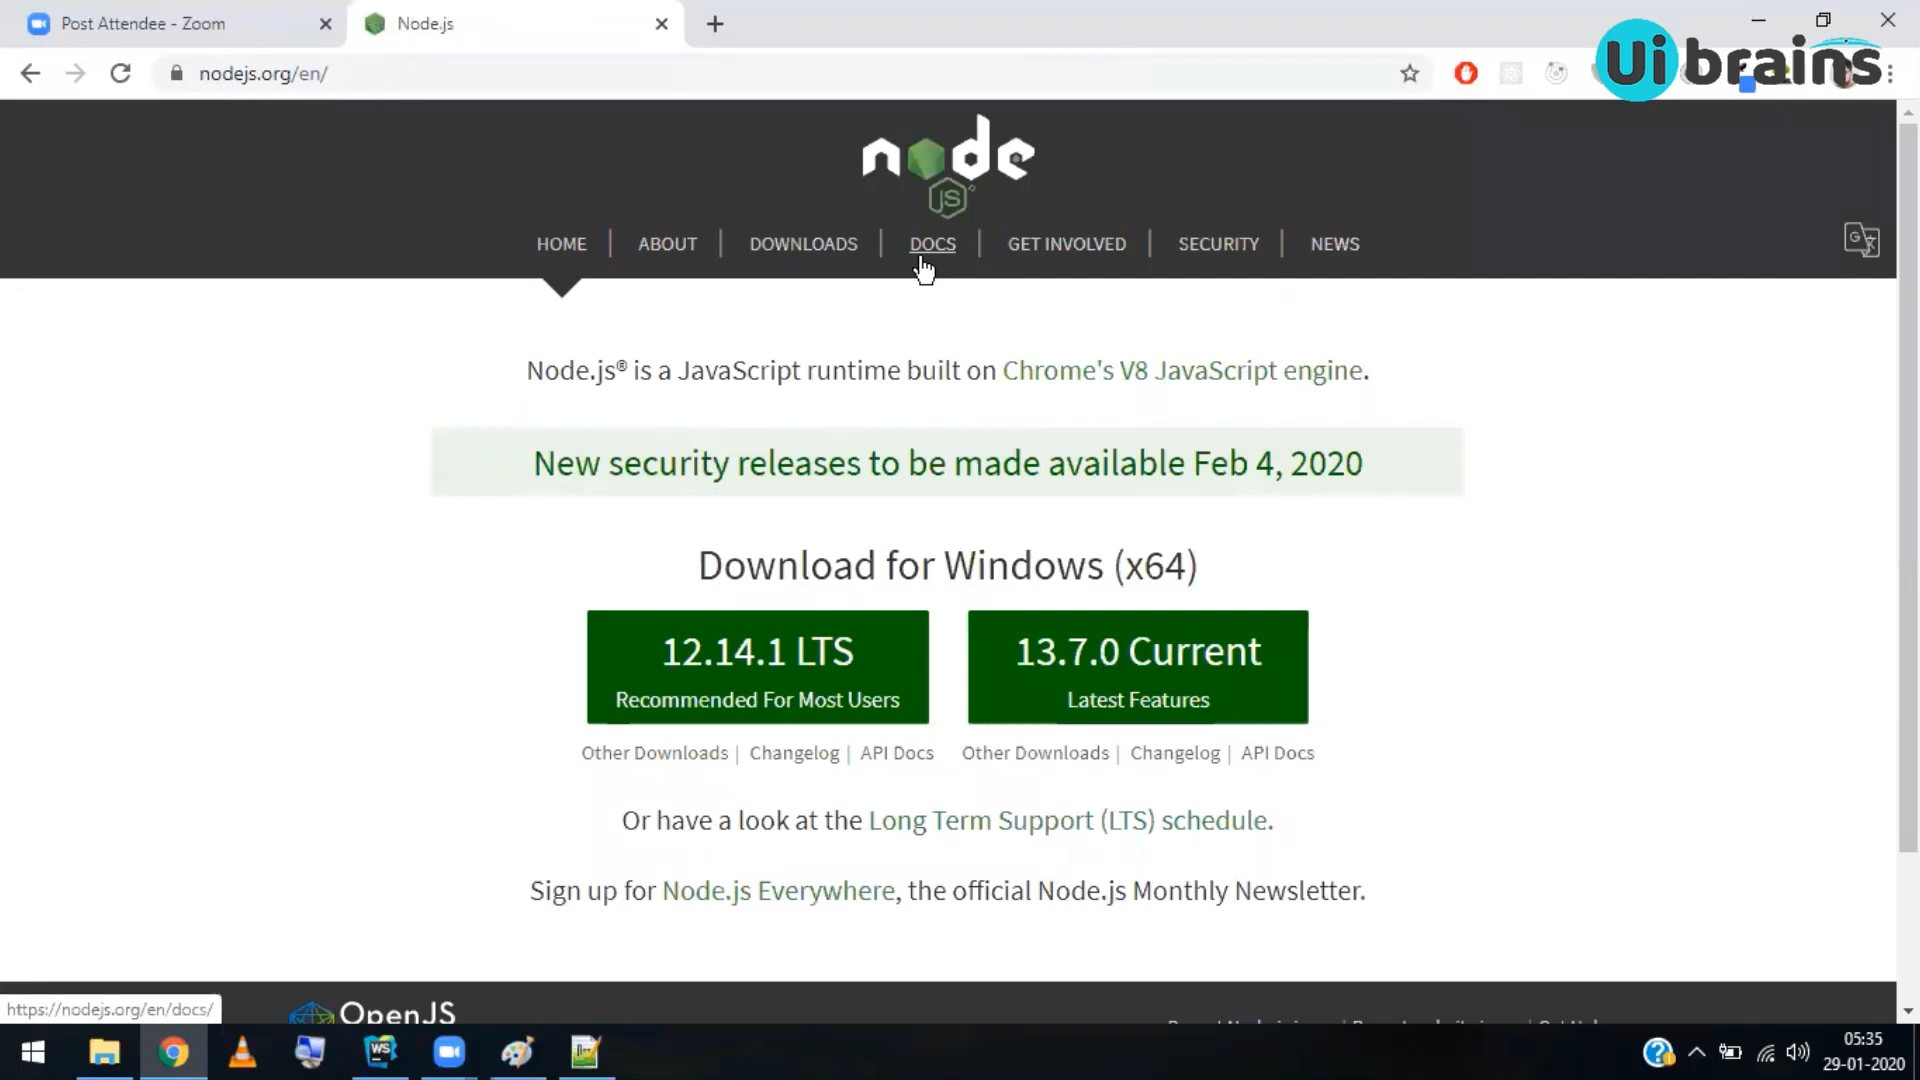 Post Attendee - Zoom
Node.js
nodejs.org/en/
Ui brains
node
JS
HOME | ABOUT | DOWNLOADS | DOCS | GET INVOLVED | SECURITY | NEWS
Node.js® is a JavaScript runtime built on Chrome's V8 JavaScript engine.
New security releases to be made available Feb 4, 2020
Download for Windows (x64)
12.14.1 LTS
Recommended For Most Users
13.7.0 Current
Latest Features
Other Downloads | Changelog | API Docs
Other Downloads | Changelog | API Docs
Or have a look at the Long Term Support (LTS) schedule.
Sign up for Node.js Everywhere, the official Node.js Monthly Newsletter.
https://nodejs.org/en/docs/
OpenJS
WS
05:35
29-01-2020